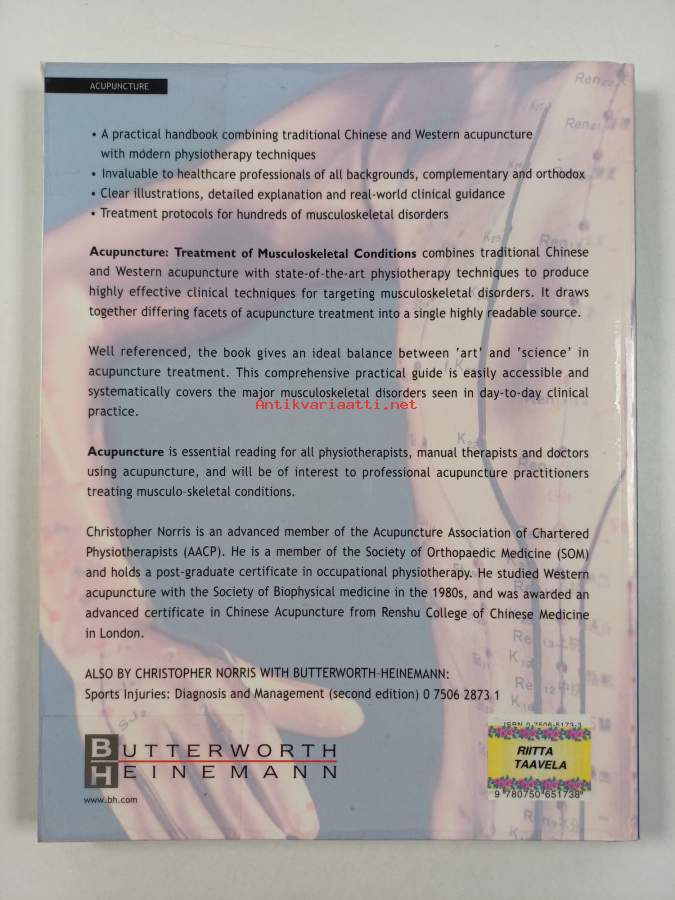 ACUPUNCTURE
• A practical handbook combining traditional Chinese and Western acupuncture
with modern physiotherapy techniques
• Invaluable to healthcare professionals of all backgrounds, complementary and orthodox
• Clear illustrations, detailed explanation and real-world clinical guidance
• Treatment protocols for hundreds of musculoskeletal disorders
Acupuncture: Treatment of Musculoskeletal Conditions combines traditional Chinese
and Western acupuncture with state-of-the-art physiotherapy techniques to produce
highly effective clinical techniques for targeting musculoskeletal disorders. It draws
together differing facets of acupuncture treatment into a single highly readable source.
Well referenced, the book gives an ideal balance between 'art' and 'science' in
acupuncture treatment. This comprehensive practical guide is easily accessible and
systematically covers the major musculoskeletal disorders seen in day-to-day clinical
practice.
Antikvariaatti.net
Acupuncture is essential reading for all physiotherapists, manual therapists and doctors
using acupuncture, and will be of interest to professional acupuncture practitioners
treating musculo-skeletal conditions.
Christopher Norris is an advanced member of the Acupuncture Association of Chartered
Physiotherapists (AACP). He is a member of the Society of Orthopaedic Medicine (SOM)
and holds a post-graduate certificate in occupational physiotherapy. He studied Western
acupuncture with the Society of Biophysical medicine in the 1980s, and was awarded an
advanced certificate in Chinese Acupuncture from Renshu College of Chinese Medicine
in London.
ALSO BY CHRISTOPHER NORRIS WITH BUTTERWORTH-HEINEMANN:
Sports Injuries: Diagnosis and Management (second edition) 0 7506 2873 1
BUTTERWORTH
HEINEMANN
www.bh.com
ISBN 0-7506-5173-3
RIITTA
TAAVELA
9 780750 651738